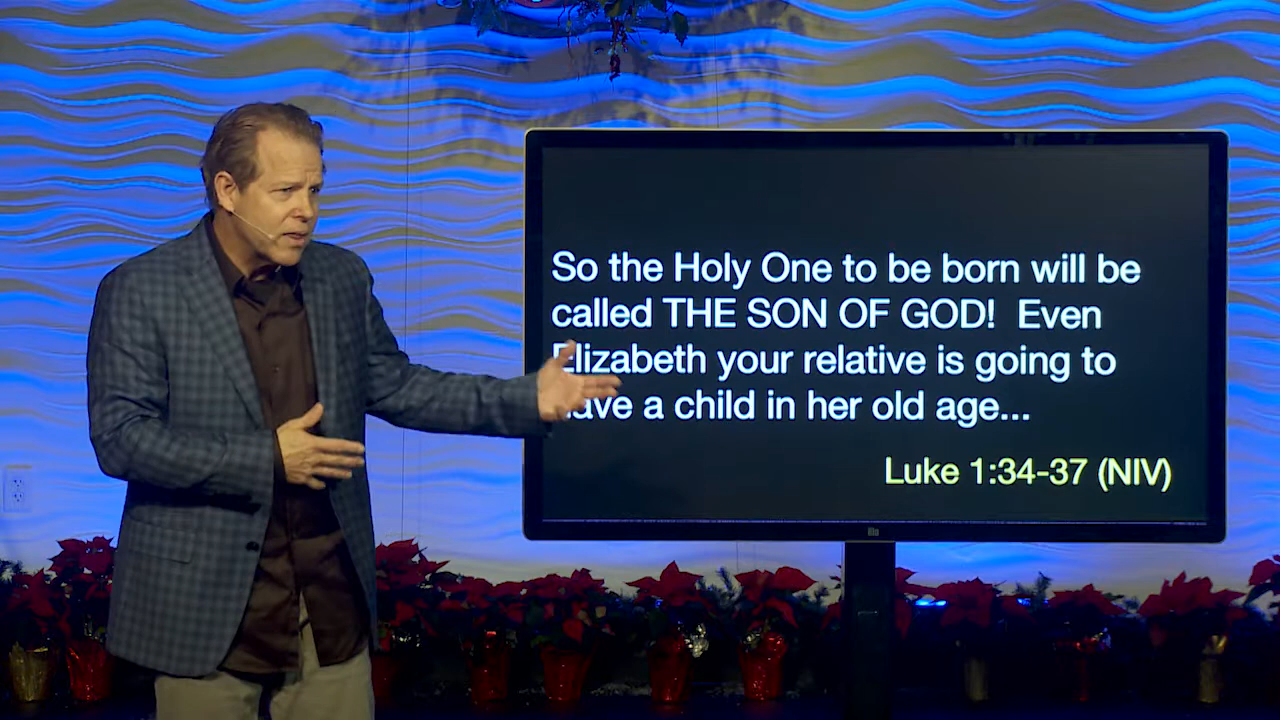 So the Holy One to be born will be
called THE SON OF GOD!  Even
Elizabeth your relative is going to
have a child in her old age...
Luke 1:34-37 (NIV)
elo